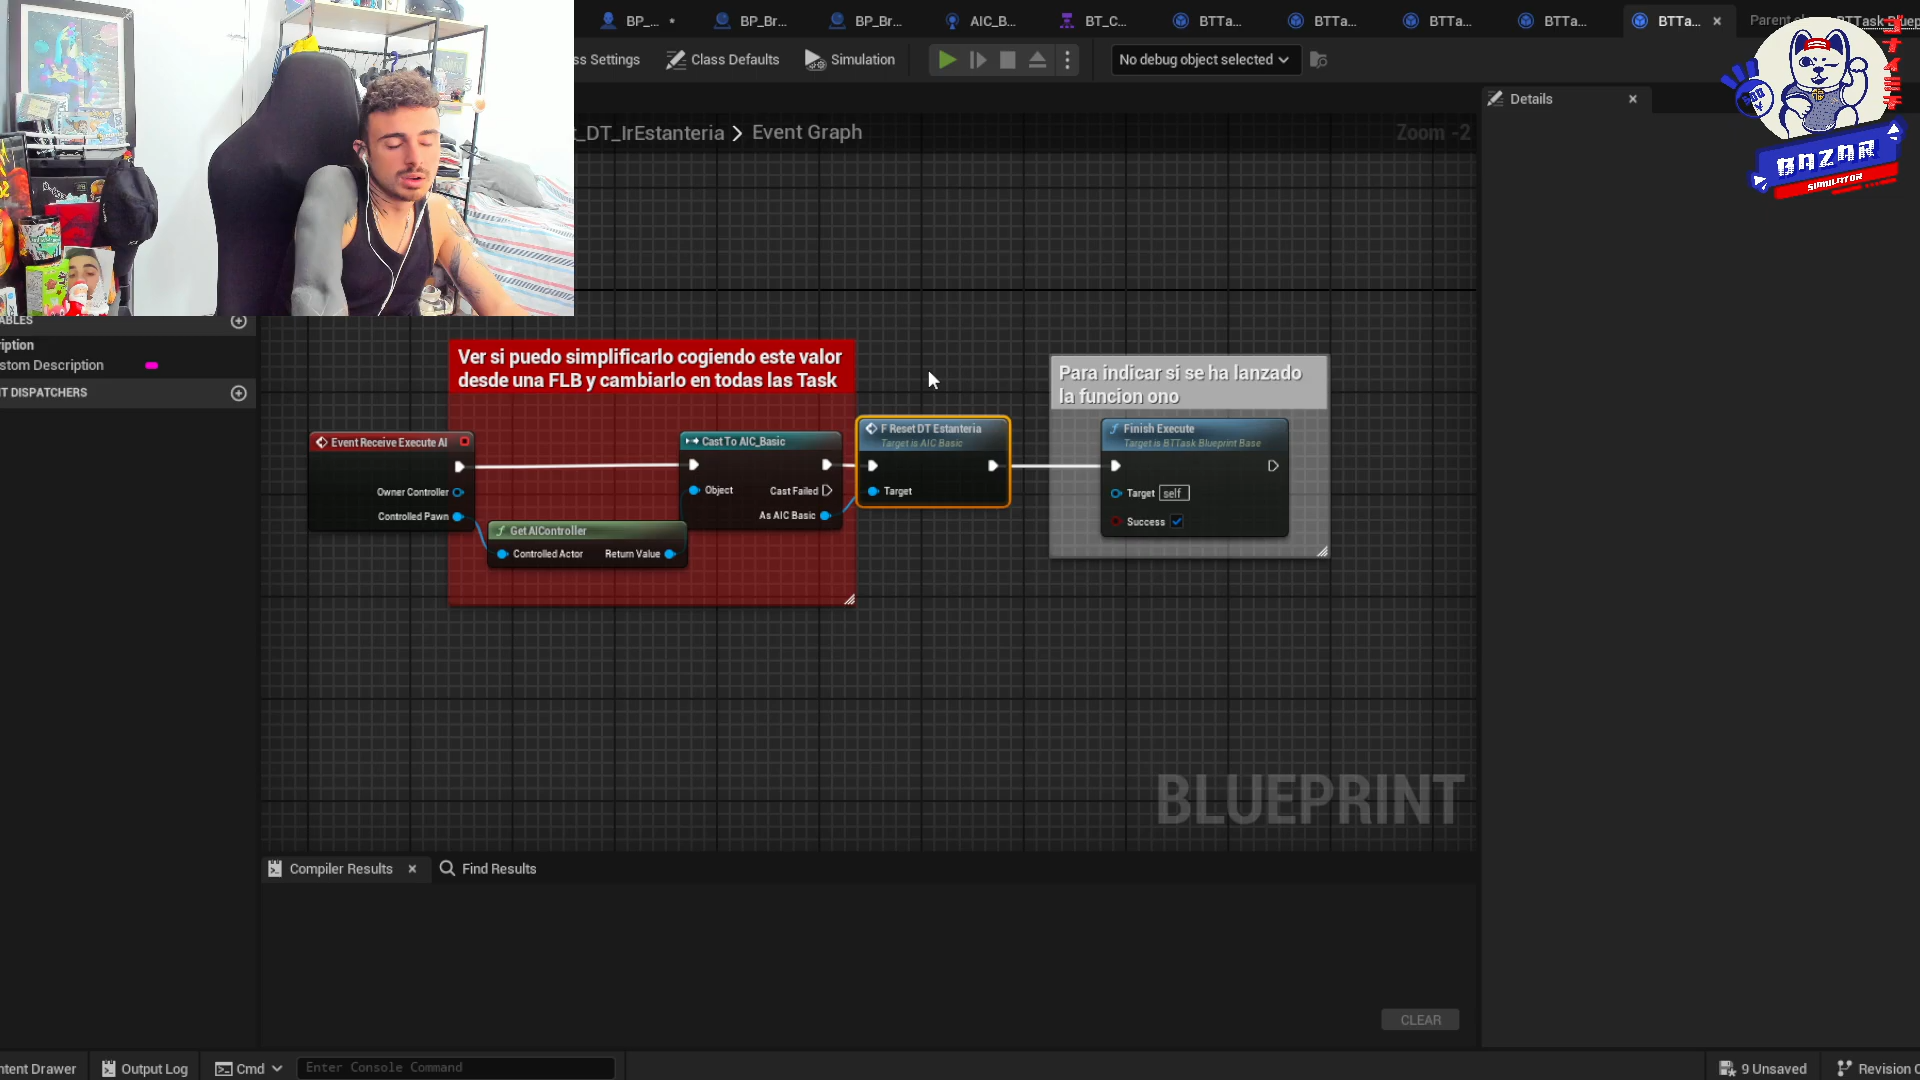 BP_...
BP_Br...
BP_Br...
AIC_B...
BT_C...
BTTa...
BTTa...
BTTa...
BTTa...
BTTa...
ss Settings
Class Defaults
Simulation
No debug object selected
Details
BAZAR
SIMULATOR
_DT_IrEstanteria > Event Graph
Zoom -2
ABLES
ription
stom Description
T DISPATCHERS
Ver si puedo simplificarlo cogiendo este valor
desde una FLB y cambiarlo en todas las Task
Para indicar si se ha lanzado
la funcion ono
Event Receive Execute AI
Owner Controller
Controlled Pawn
Get AIController
Controlled Actor
Return Value
Cast To AIC_Basic
Object
Cast Failed
As AIC Basic
F Reset DT Estanteria
Target is AIC Basic
Target
Finish Execute
Target is BTTask Blueprint Base
Target
self
Success
BLUEPRINT
Compiler Results
Find Results
CLEAR
ntent Drawer
Output Log
Cmd
Enter Console Command
9 Unsaved
Revision C